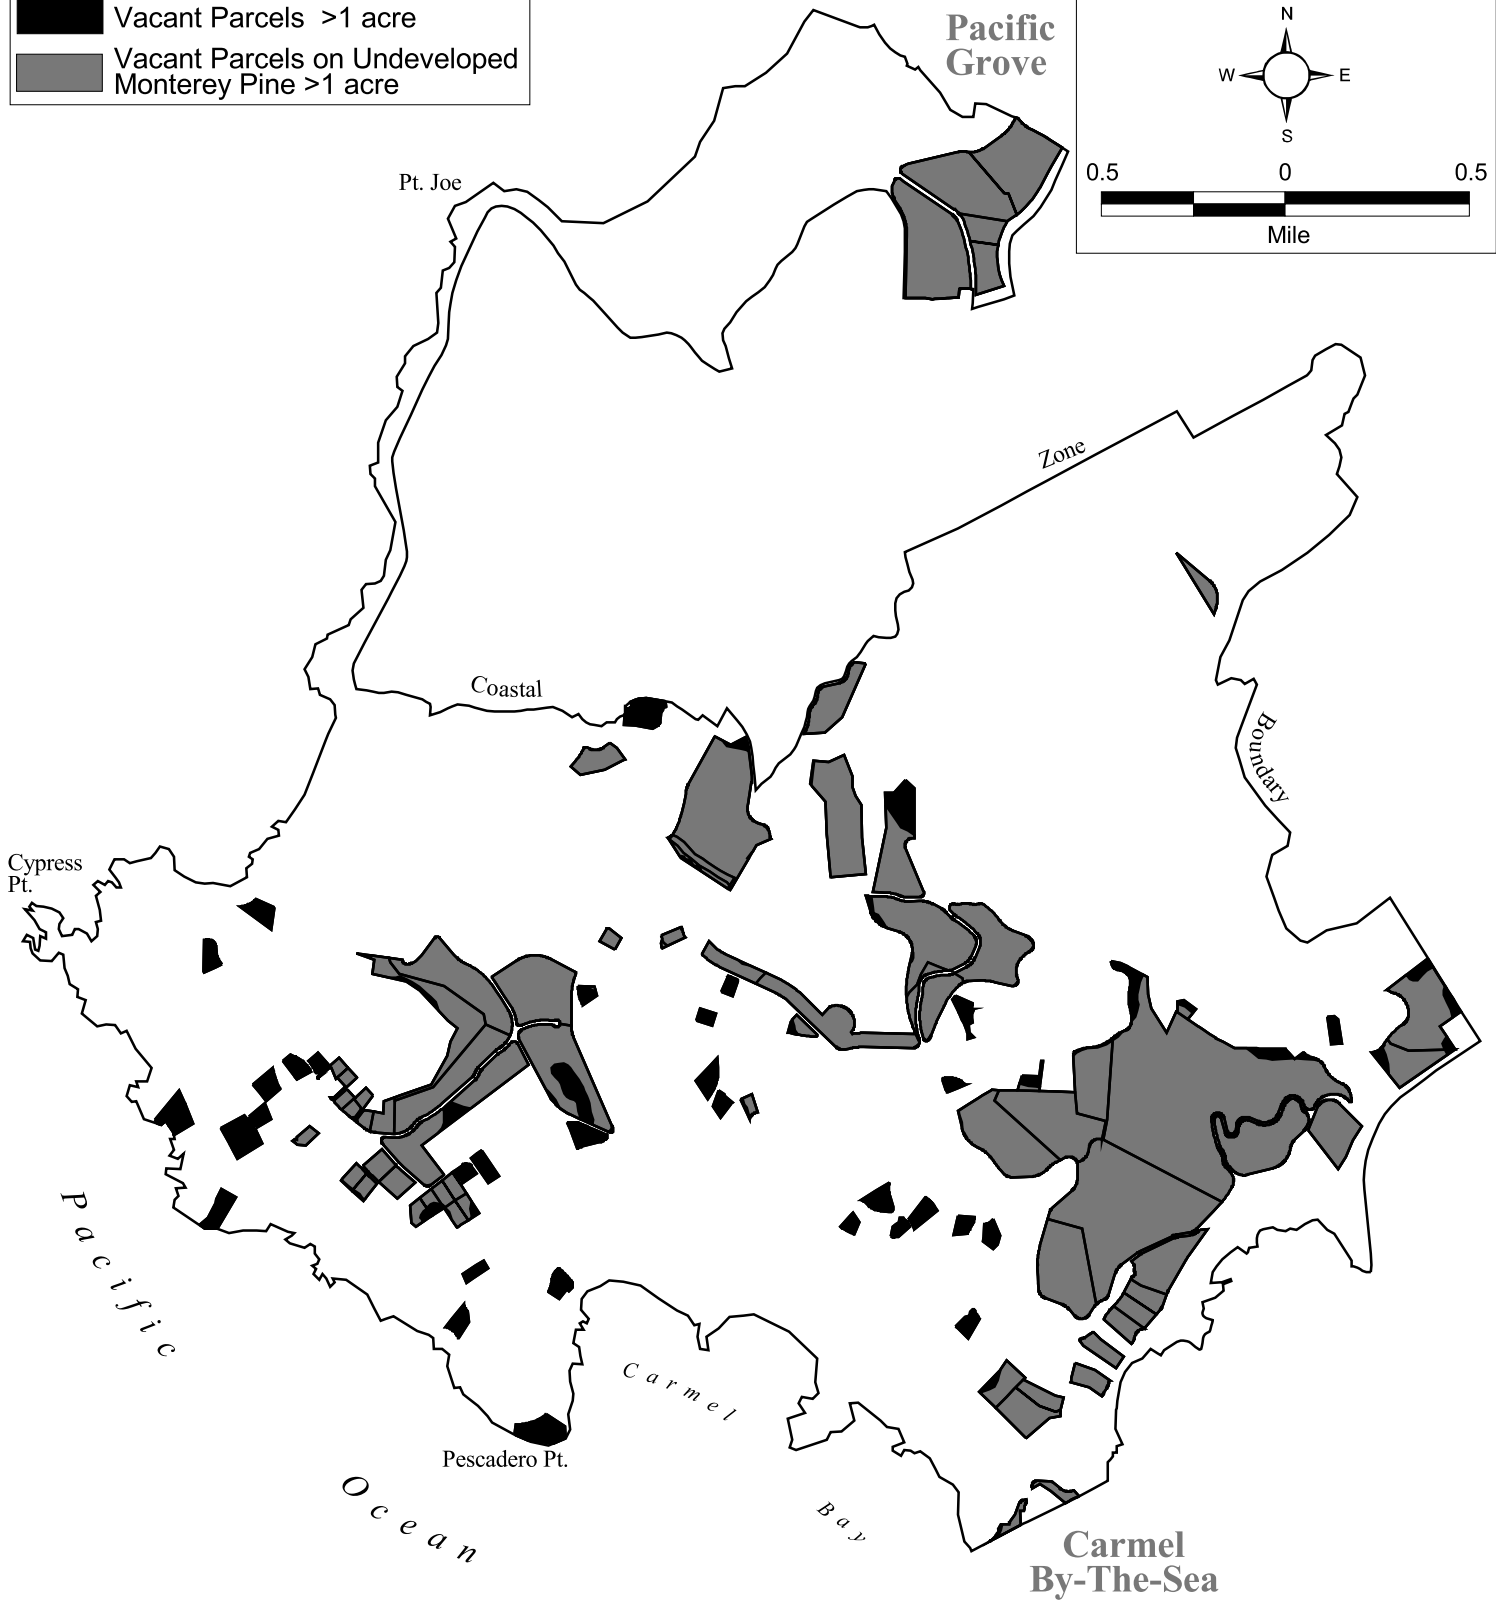 Vacant Parcels >1 acre
Vacant Parcels on Undeveloped
Monterey Pine >1 acre
Pacific
Grove
N
W
E
S
0.5
0
0.5
Mile
Pt. Joe
Zone
Coastal
Boundary
Cypress
Pt.
Pacific
Ocean
Carmel
Bay
Pescadero Pt.
Carmel
By-The-Sea